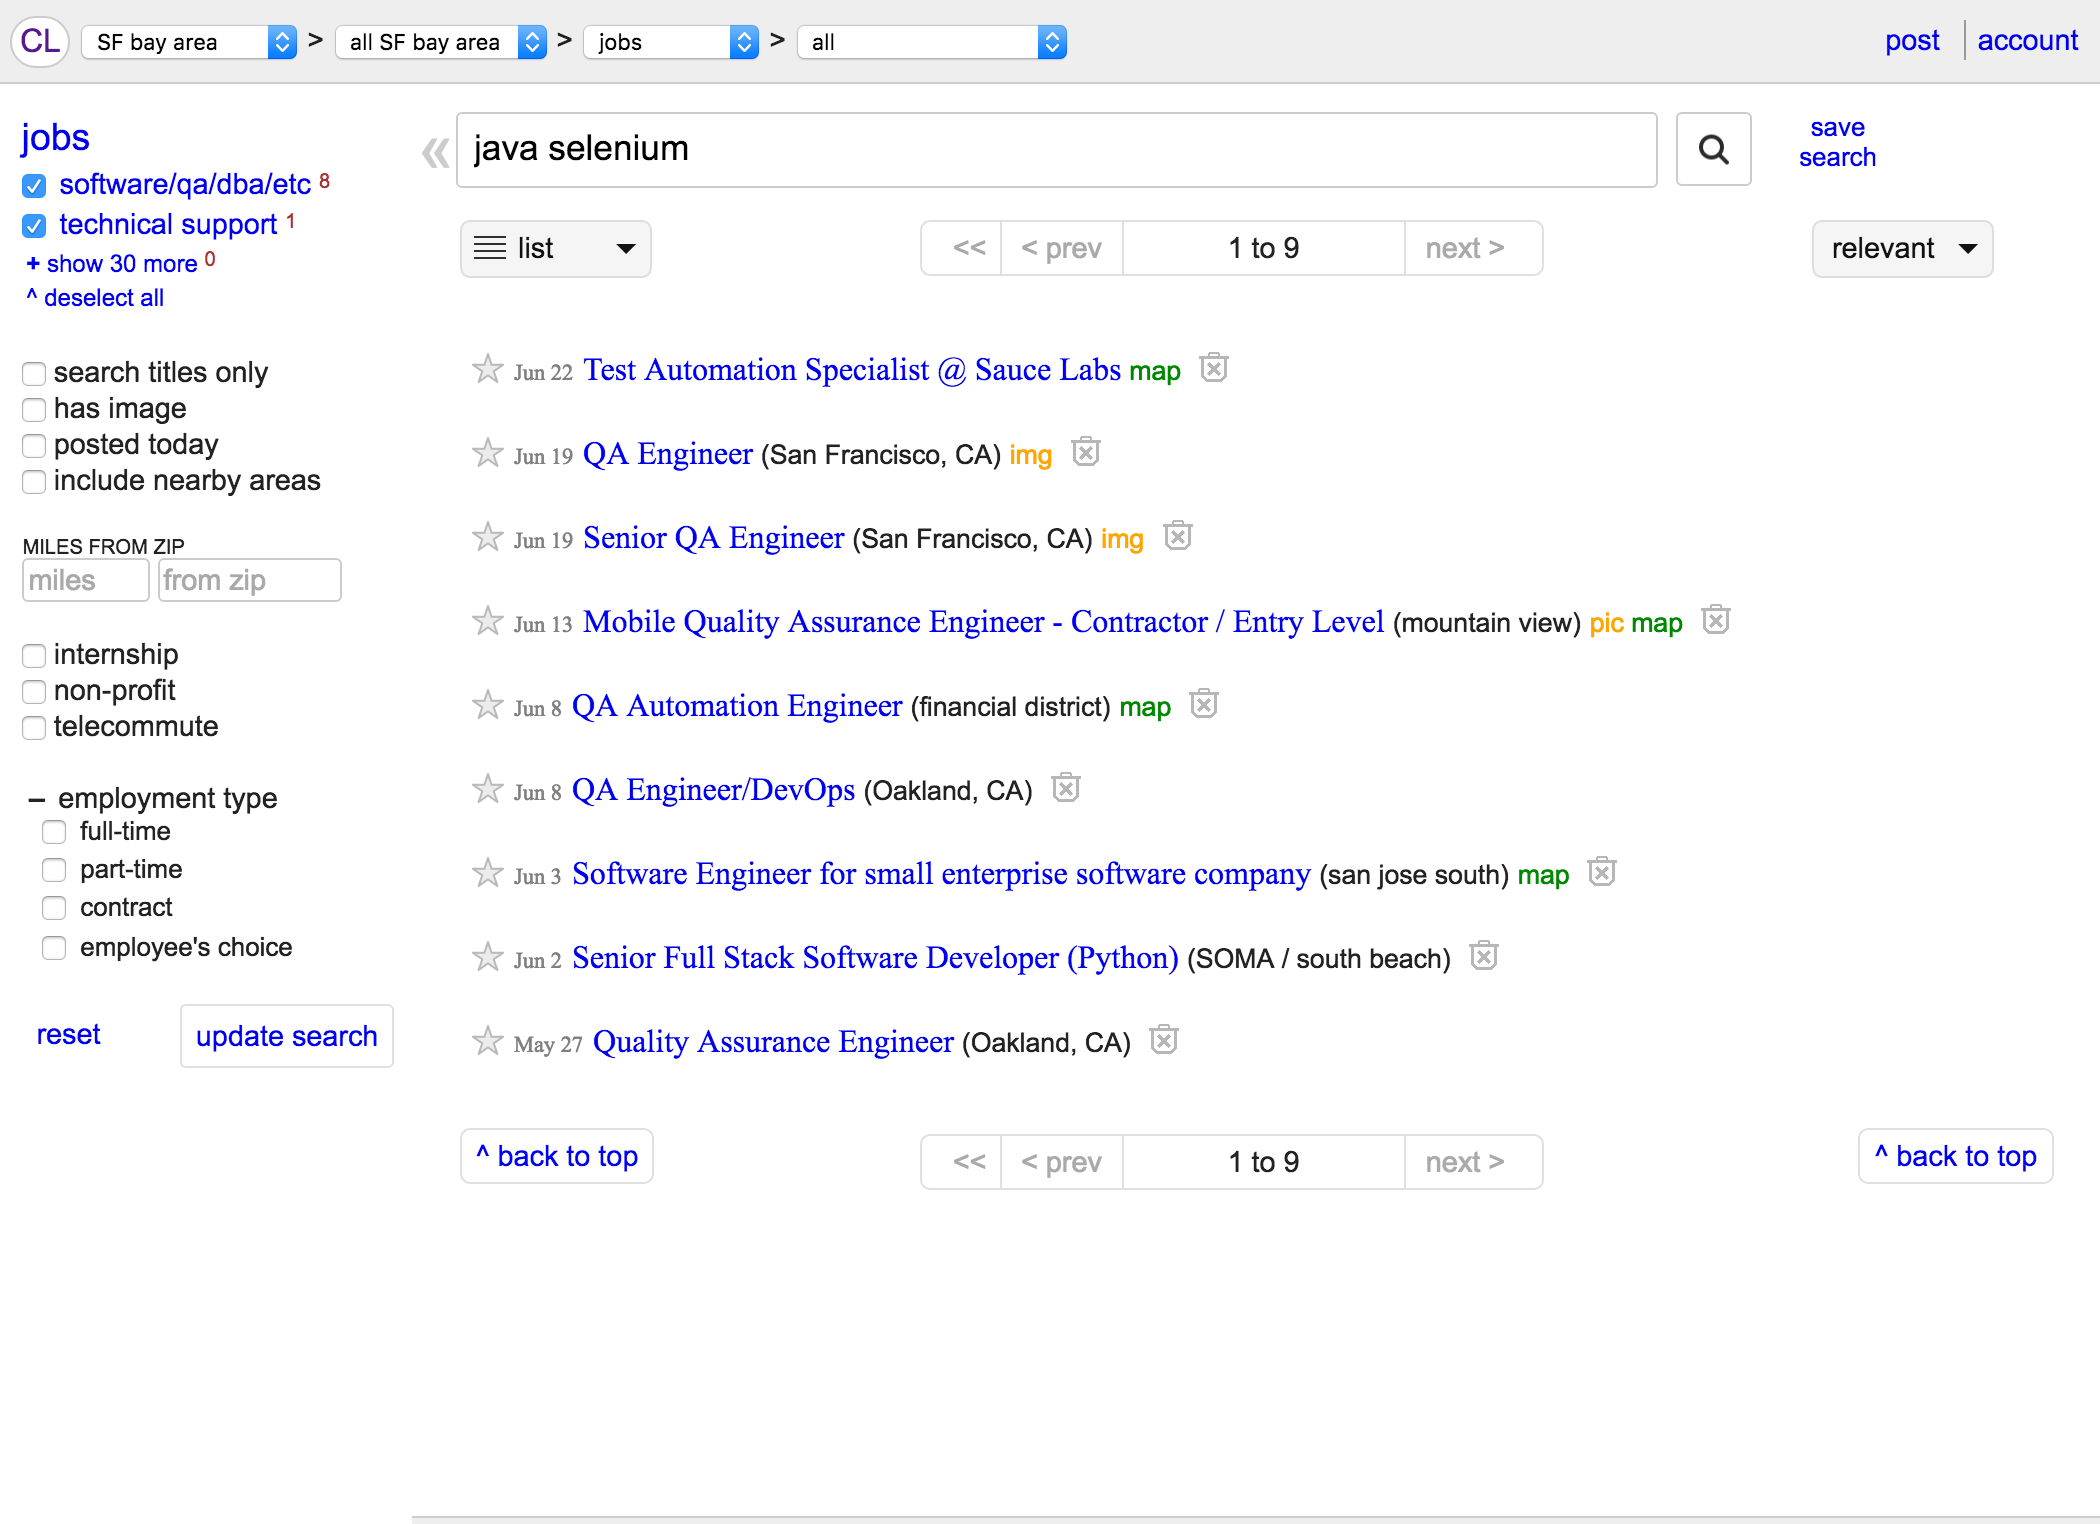 CL SF bay area > all SF bay area > jobs > all post account
jobs
software/qa/dba/etc 8
technical support 1
+ show 30 more 0
^ deselect all
search titles only
has image
posted today
include nearby areas
MILES FROM ZIP
miles from zip
internship
non-profit
telecommute
– employment type
full-time
part-time
contract
employee's choice
reset update search
« java selenium save search
list << < prev 1 to 9 next > relevant
Jun 22 Test Automation Specialist @ Sauce Labs map
Jun 19 QA Engineer (San Francisco, CA) img
Jun 19 Senior QA Engineer (San Francisco, CA) img
Jun 13 Mobile Quality Assurance Engineer - Contractor / Entry Level (mountain view) pic map
Jun 8 QA Automation Engineer (financial district) map
Jun 8 QA Engineer/DevOps (Oakland, CA)
Jun 3 Software Engineer for small enterprise software company (san jose south) map
Jun 2 Senior Full Stack Software Developer (Python) (SOMA / south beach)
May 27 Quality Assurance Engineer (Oakland, CA)
^ back to top << < prev 1 to 9 next > ^ back to top